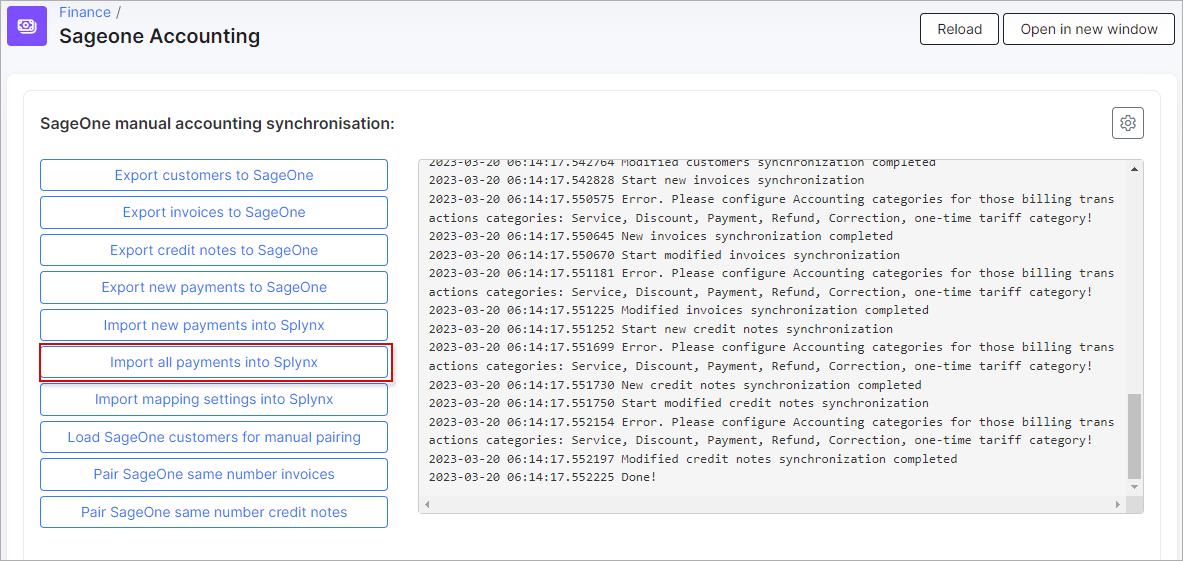 Finance /
Sageone Accounting
Reload
Open in new window
SageOne manual accounting synchronisation:
Export customers to SageOne
Export invoices to SageOne
Export credit notes to SageOne
Export new payments to SageOne
Import new payments into Splynx
Import all payments into Splynx
Import mapping settings into Splynx
Load SageOne customers for manual pairing
Pair SageOne same number invoices
Pair SageOne same number credit notes
2023-03-20 06:14:17.542764 Modified customers synchronization completed
2023-03-20 06:14:17.542828 Start new invoices synchronization
2023-03-20 06:14:17.550575 Error. Please configure Accounting categories for those billing trans
actions categories: Service, Discount, Payment, Refund, Correction, one-time tariff category!
2023-03-20 06:14:17.550645 New invoices synchronization completed
2023-03-20 06:14:17.550670 Start modified invoices synchronization
2023-03-20 06:14:17.551181 Error. Please configure Accounting categories for those billing trans
actions categories: Service, Discount, Payment, Refund, Correction, one-time tariff category!
2023-03-20 06:14:17.551225 Modified invoices synchronization completed
2023-03-20 06:14:17.551252 Start new credit notes synchronization
2023-03-20 06:14:17.551699 Error. Please configure Accounting categories for those billing trans
actions categories: Service, Discount, Payment, Refund, Correction, one-time tariff category!
2023-03-20 06:14:17.551730 New credit notes synchronization completed
2023-03-20 06:14:17.551750 Start modified credit notes synchronization
2023-03-20 06:14:17.552154 Error. Please configure Accounting categories for those billing trans
actions categories: Service, Discount, Payment, Refund, Correction, one-time tariff category!
2023-03-20 06:14:17.552197 Modified credit notes synchronization completed
2023-03-20 06:14:17.552225 Done!